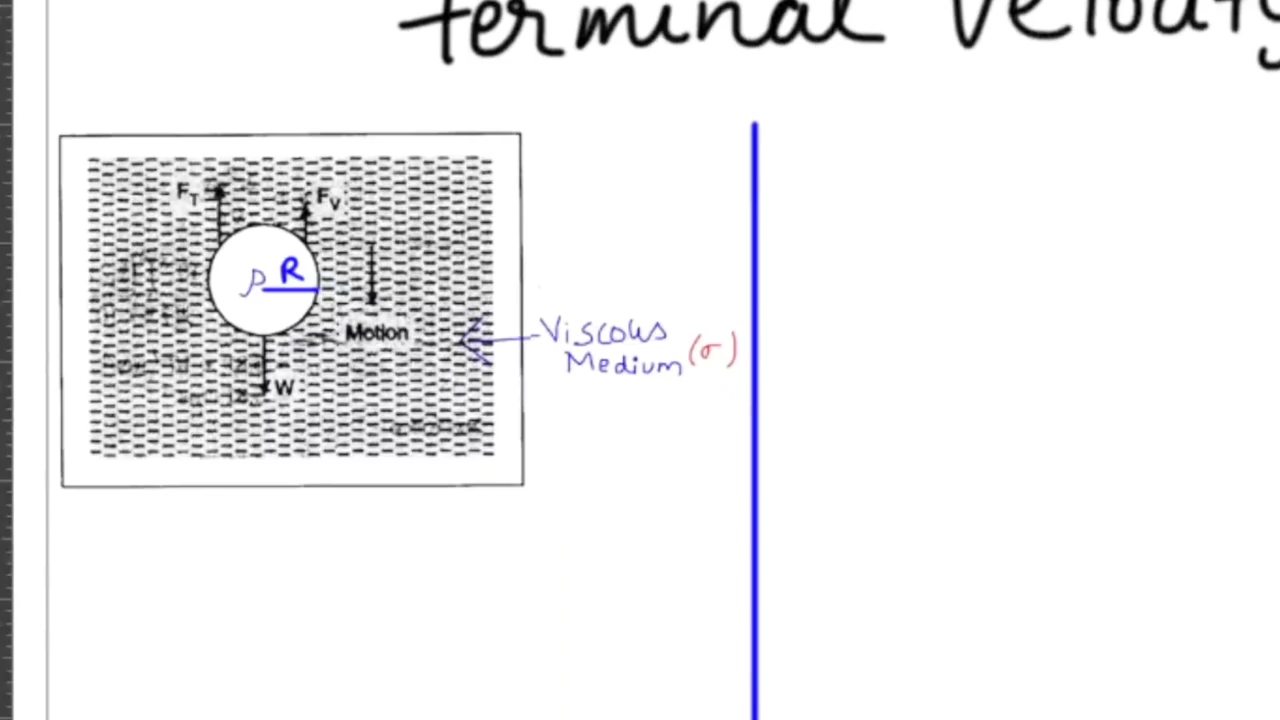 terminal velocity
F_T
F_V
ρ R
Motion
W
Viscous
Medium (σ)